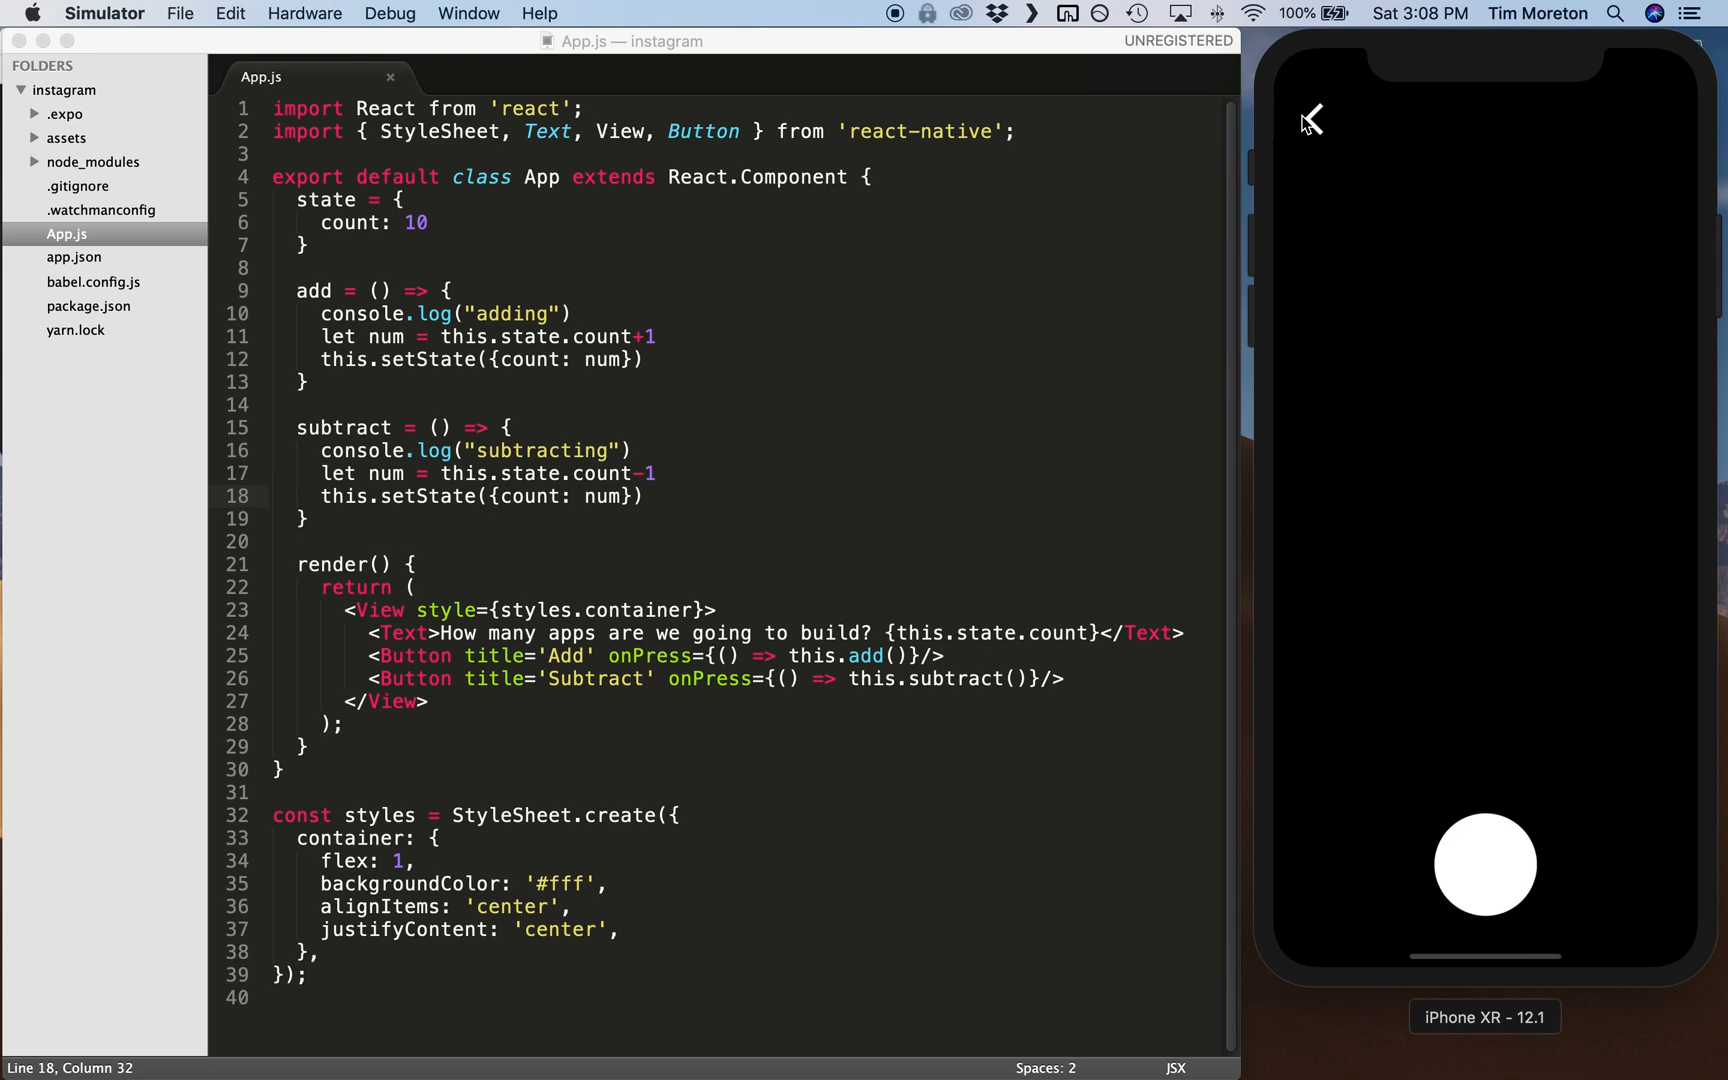 Simulator File Edit Hardware Debug Window Help 100% Sat 3:08 PM Tim Moreton
App.js — instagram UNREGISTERED
FOLDERS
instagram
.expo
assets
node_modules
.gitignore
.watchmanconfig
App.js
app.json
babel.config.js
package.json
yarn.lock
App.js ×
1 import React from 'react';
2 import { StyleSheet, Text, View, Button } from 'react-native';
3
4 export default class App extends React.Component {
5 state = {
6 count: 10
7 }
8
9 add = () => {
10 console.log("adding")
11 let num = this.state.count+1
12 this.setState({count: num})
13 }
14
15 subtract = () => {
16 console.log("subtracting")
17 let num = this.state.count-1
18 this.setState({count: num})
19 }
20
21 render() {
22 return (
23 <View style={styles.container}>
24 <Text>How many apps are we going to build? {this.state.count}</Text>
25 <Button title='Add' onPress={() => this.add()}/>
26 <Button title='Subtract' onPress={() => this.subtract()}/>
27 </View>
28 );
29 }
30 }
31
32 const styles = StyleSheet.create({
33 container: {
34 flex: 1,
35 backgroundColor: '#fff',
36 alignItems: 'center',
37 justifyContent: 'center',
38 },
39 });
40
Line 18, Column 32 Spaces: 2 JSX
iPhone XR - 12.1